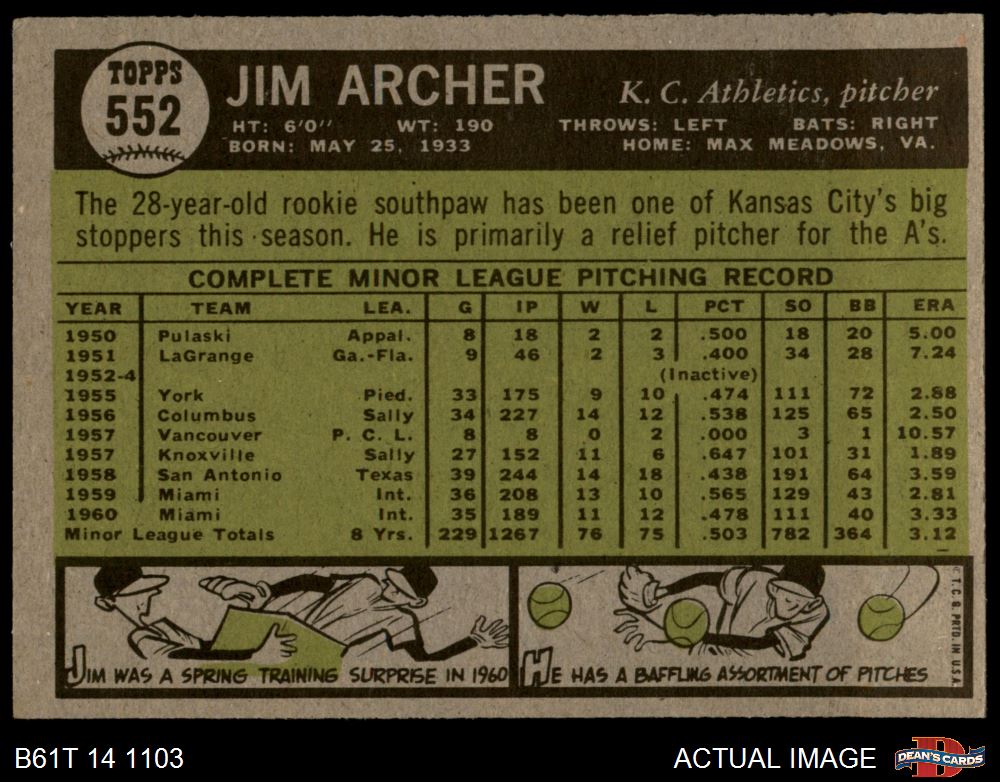 TOPPS
552
JIM ARCHER
K. C. Athletics, pitcher
HT: 6'0" WT: 190 THROWS: LEFT BATS: RIGHT
BORN: MAY 25, 1933 HOME: MAX MEADOWS, VA.
The 28-year-old rookie southpaw has been one of Kansas City's big
stoppers this season. He is primarily a relief pitcher for the A's.
COMPLETE MINOR LEAGUE PITCHING RECORD
YEAR TEAM LEA. G IP W L PCT SO BB ERA
1950 Pulaski Appal. 8 18 2 2 .500 18 20 5.00
1951 LaGrange Ga.-Fla. 9 46 2 3 .400 34 28 7.24
1952-4 (Inactive)
1955 York Pied. 33 175 9 10 .474 111 72 2.88
1956 Columbus Sally 34 227 14 12 .538 125 65 2.50
1957 Vancouver P. C. L. 8 8 0 2 .000 3 1 10.57
1957 Knoxville Sally 27 152 11 6 .647 101 31 1.89
1958 San Antonio Texas 39 244 14 18 .438 191 64 3.59
1959 Miami Int. 36 208 13 10 .565 129 43 2.81
1960 Miami Int. 35 189 11 12 .478 111 40 3.33
Minor League Totals 8 Yrs. 229 1267 76 75 .503 782 364 3.12
JIM WAS A SPRING TRAINING SURPRISE IN 1960
HE HAS A BAFFLING ASSORTMENT OF PITCHES
© T. C. G. PRTD. IN U.S.A.
B61T 14 1103
ACTUAL IMAGE
D
DEAN'S CARDS